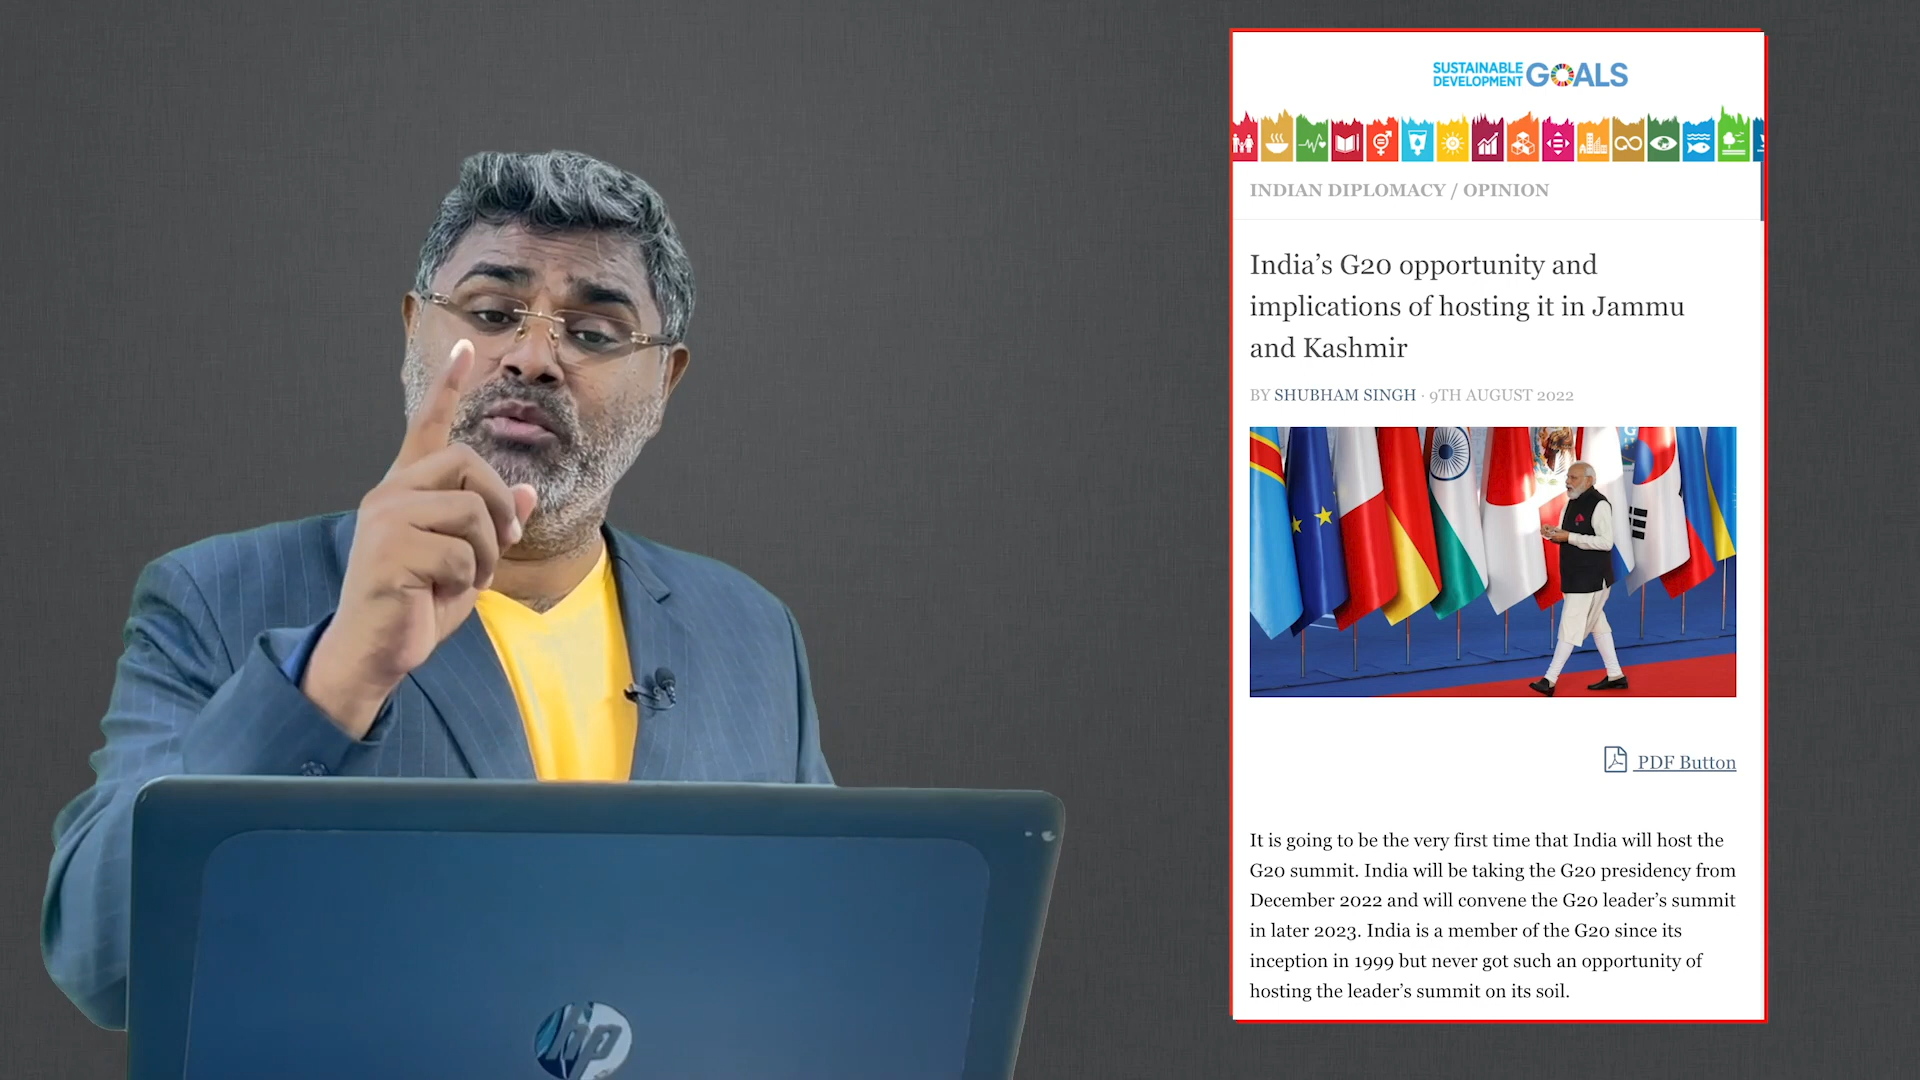 SUSTAINABLE
DEVELOPMENT GOALS
INDIAN DIPLOMACY / OPINION
India’s G20 opportunity and
implications of hosting it in Jammu
and Kashmir
BY SHUBHAM SINGH · 9TH AUGUST 2022
PDF Button
It is going to be the very first time that India will host the
G20 summit. India will be taking the G20 presidency from
December 2022 and will convene the G20 leader’s summit
in later 2023. India is a member of the G20 since its
inception in 1999 but never got such an opportunity of
hosting the leader’s summit on its soil.
hp